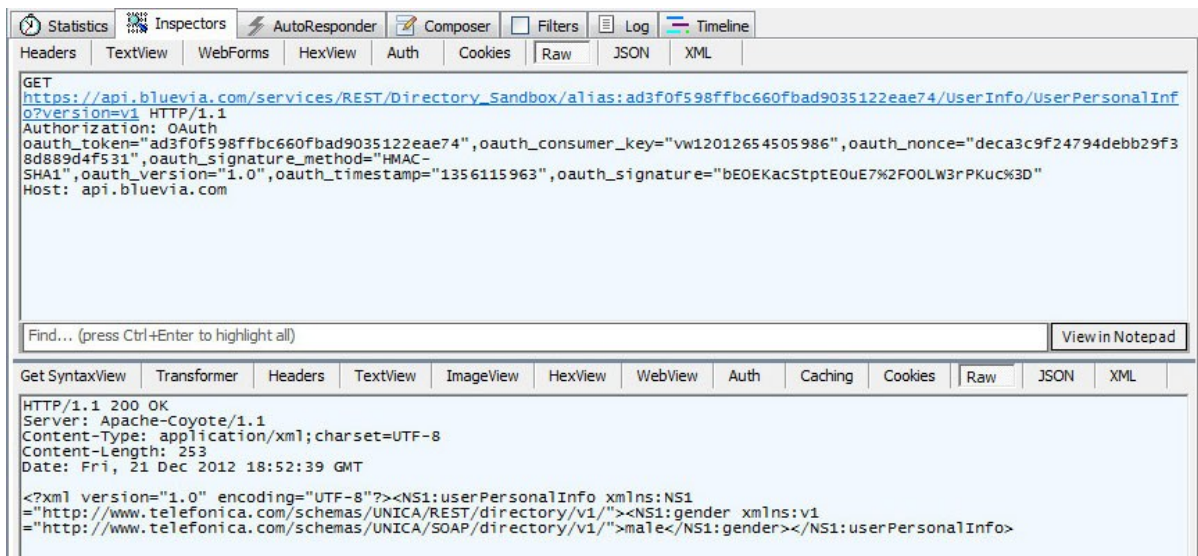 Statistics Inspectors AutoResponder Composer Filters Log Timeline
Headers TextView WebForms HexView Auth Cookies Raw JSON XML
GET
https://api.bluevia.com/services/REST/Directory_Sandbox/alias:ad3f0f598ffbc660fbad9035122eae74/UserInfo/UserPersonalInf
o?version=v1 HTTP/1.1
Authorization: OAuth
oauth_token="ad3f0f598ffbc660fbad9035122eae74",oauth_consumer_key="vw12012654505986",oauth_nonce="deca3c9f24794debb29f3
8d889d4f531",oauth_signature_method="HMAC-
SHA1",oauth_version="1.0",oauth_timestamp="1356115963",oauth_signature="bEOEKacStptE0uE7%2FOOLW3rPKuc%3D"
Host: api.bluevia.com
Find... (press Ctrl+Enter to highlight all) View in Notepad
Get SyntaxView Transformer Headers TextView ImageView HexView WebView Auth Caching Cookies Raw JSON XML
HTTP/1.1 200 OK
Server: Apache-Coyote/1.1
Content-Type: application/xml;charset=UTF-8
Content-Length: 253
Date: Fri, 21 Dec 2012 18:52:39 GMT
<?xml version="1.0" encoding="UTF-8"?><NS1:userPersonalInfo xmlns:NS1
="http://www.telefonica.com/schemas/UNICA/REST/directory/v1/"><NS1:gender xmlns:v1
="http://www.telefonica.com/schemas/UNICA/SOAP/directory/v1/">male</NS1:gender></NS1:userPersonalInfo>